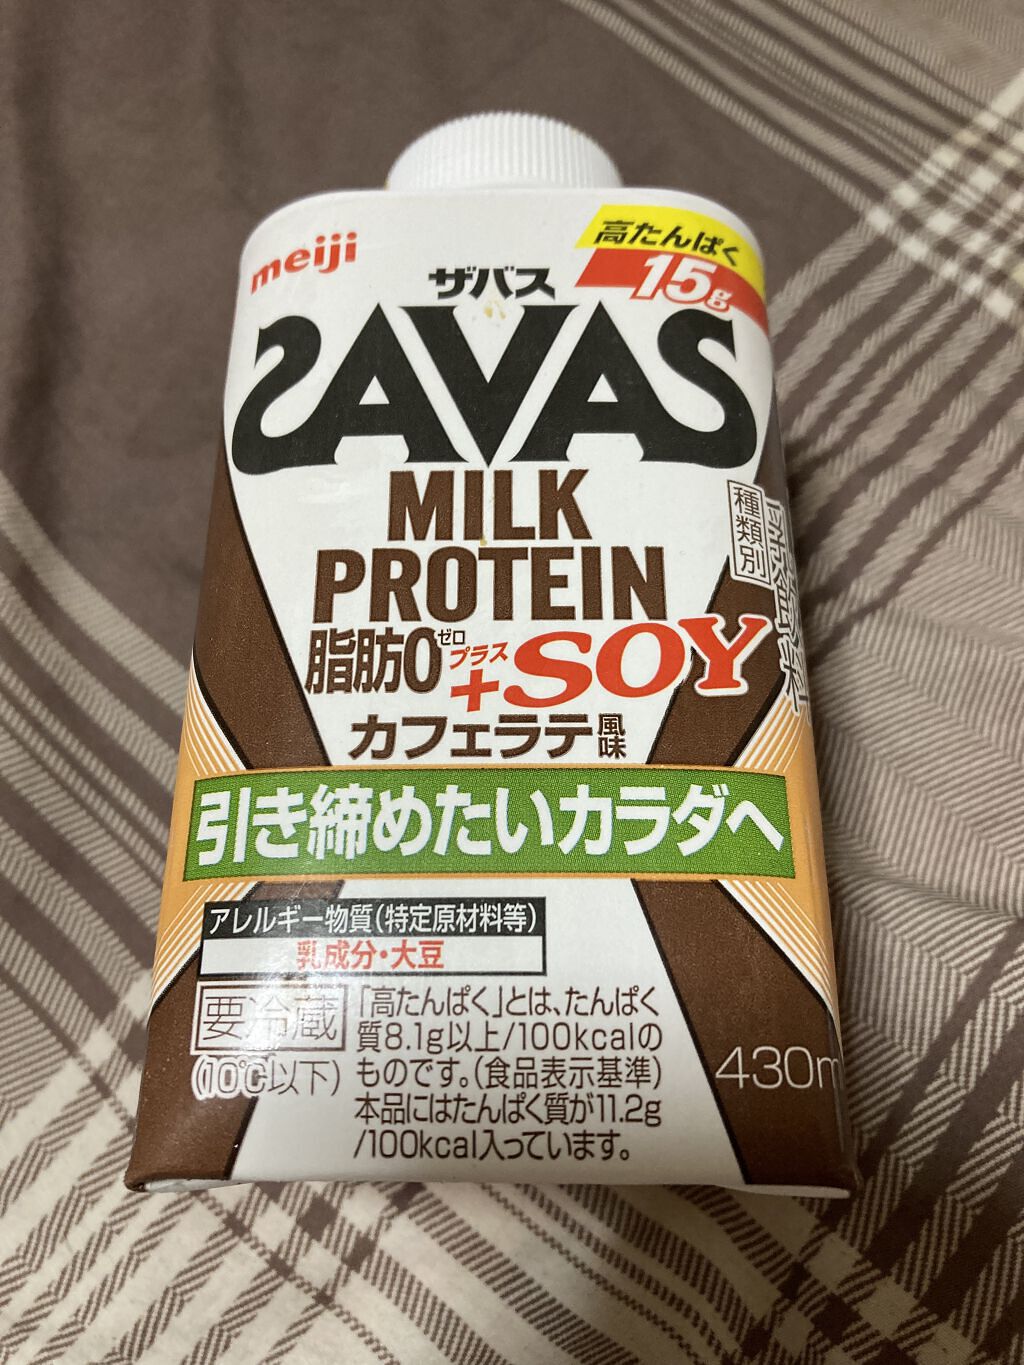 meiji
高たんぱく
15g
ザバス
SAVAS
MILK
PROTEIN
種類別
脂肪0ゼロ
プラス
+SOY
カフェラテ風味
引き締めたいカラダへ
アレルギー物質(特定原材料等)
乳成分・大豆
要冷蔵
(10℃以下)
「高たんぱく」とは、たんぱく
質8.1g以上/100kcalの
ものです。(食品表示基準)
本品にはたんぱく質が11.2g
/100kcal入っています。
430m